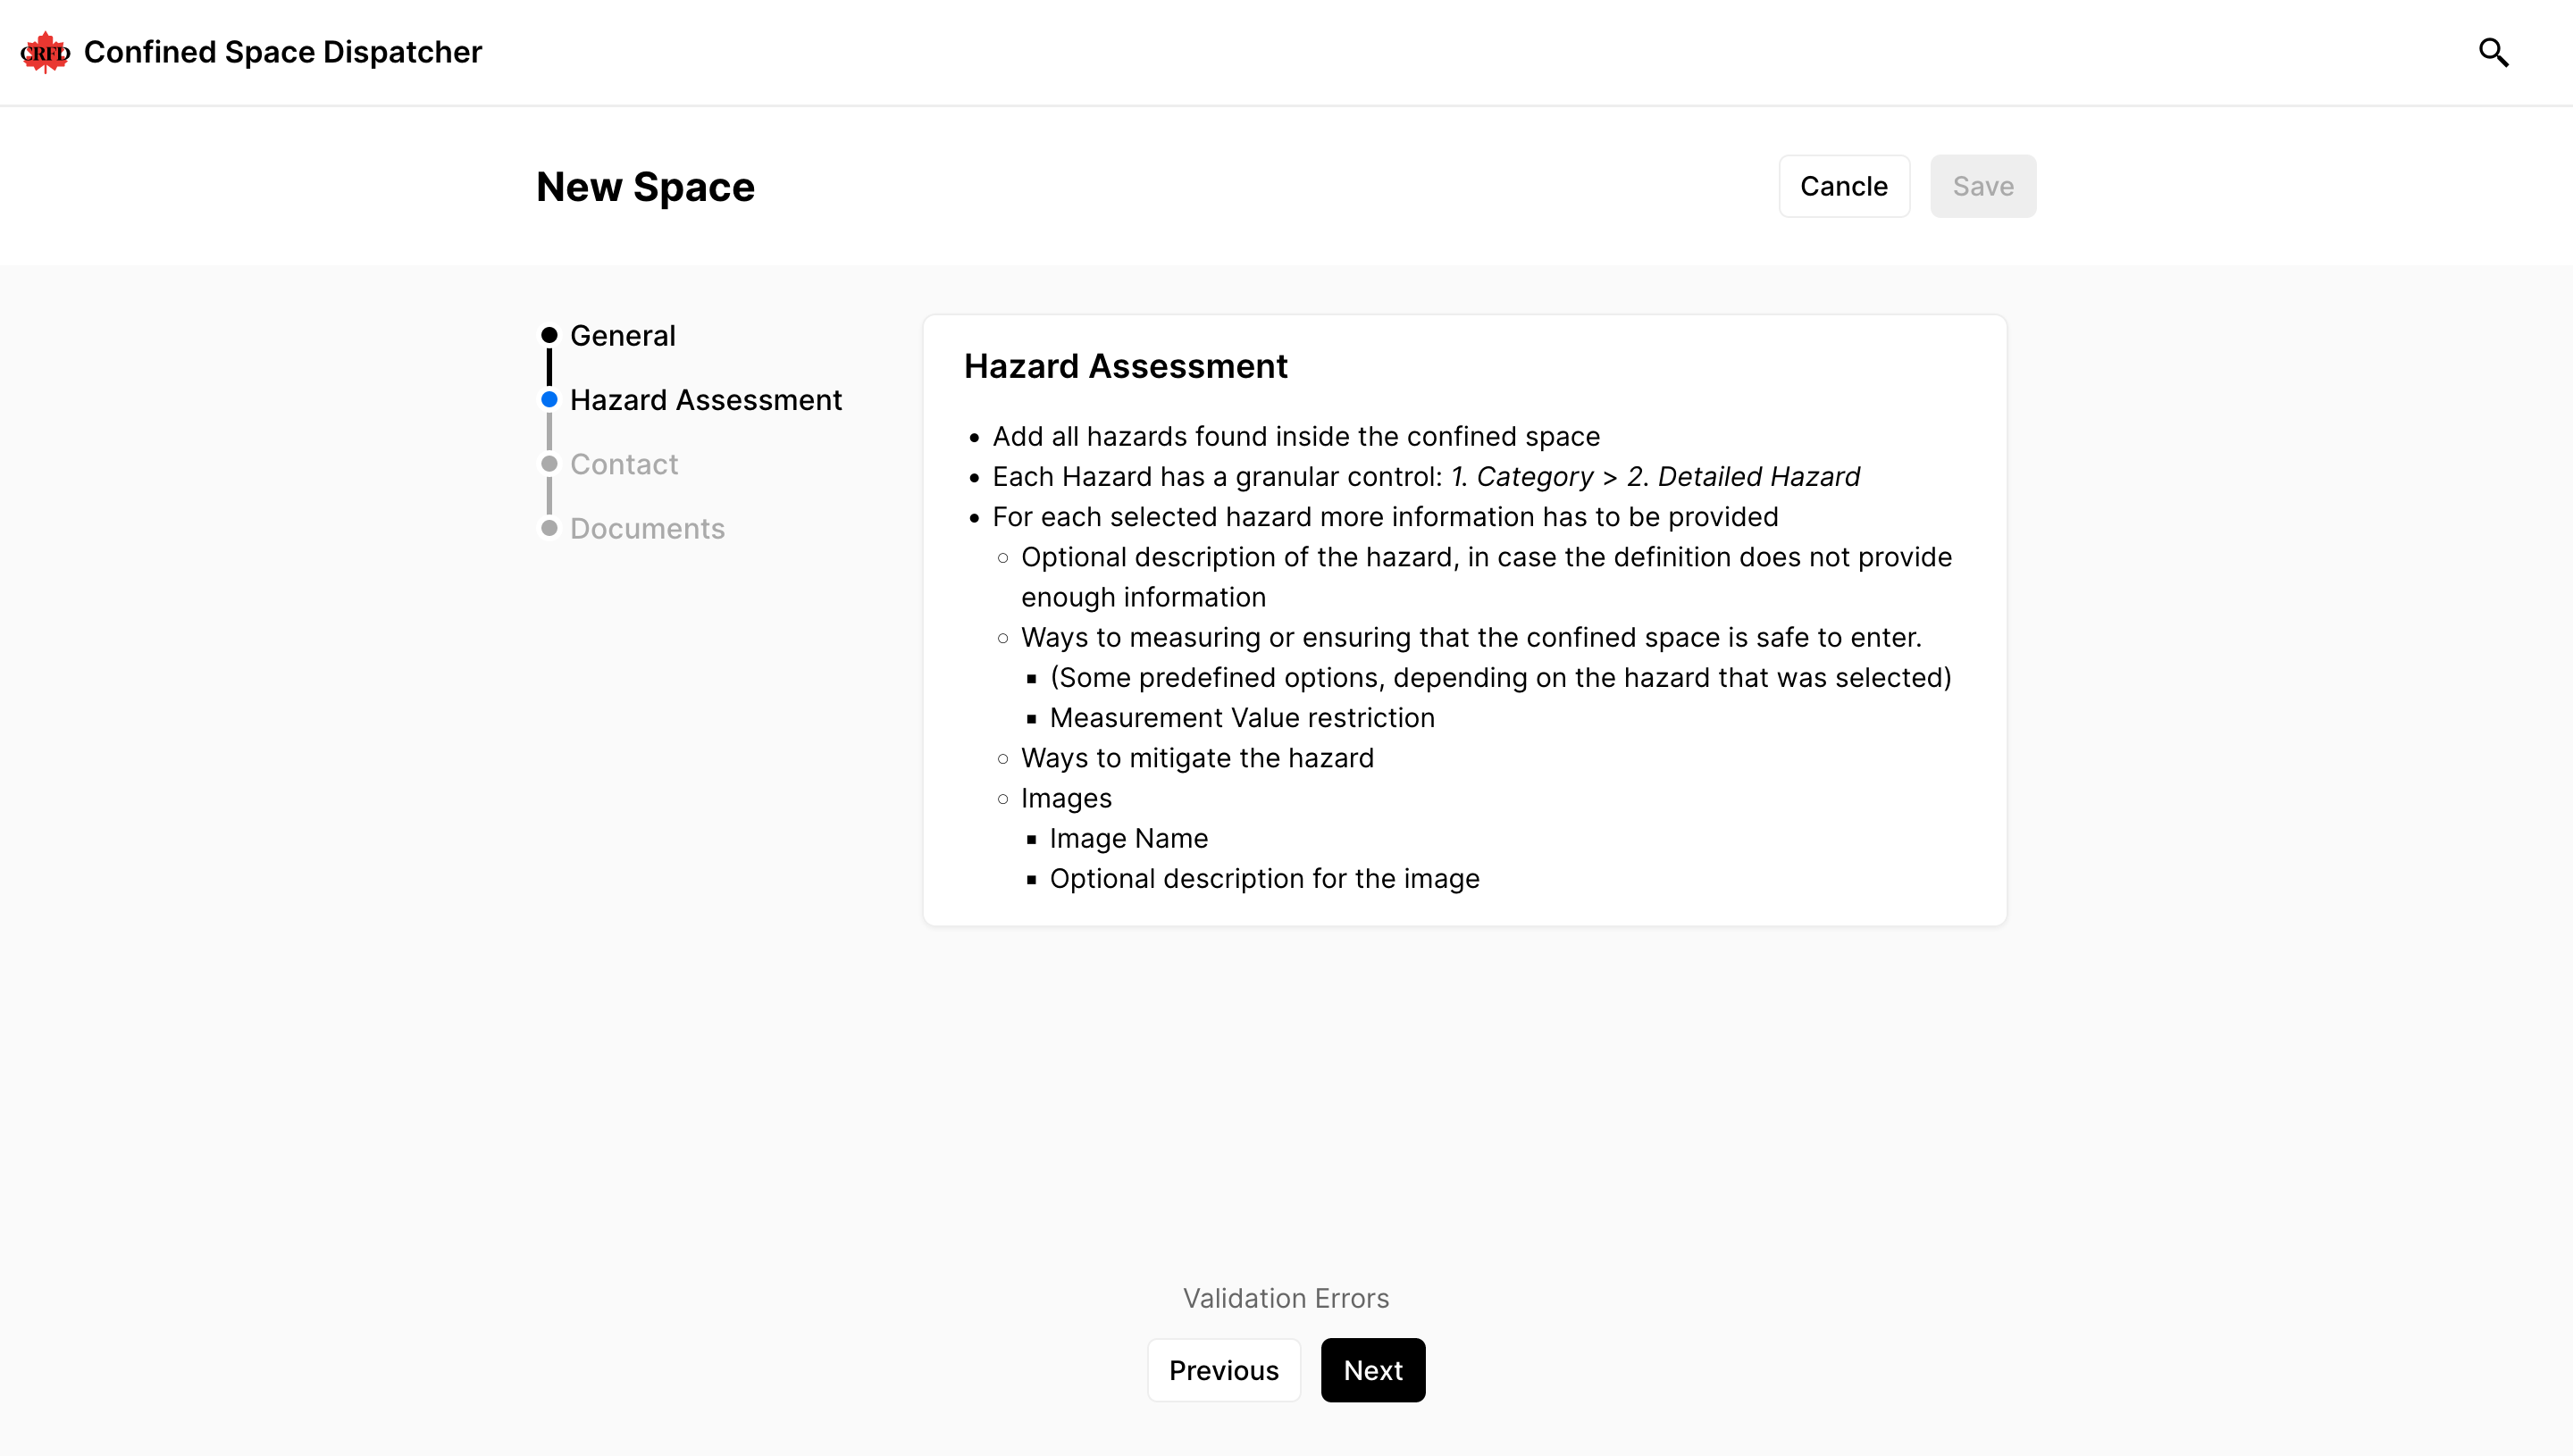 CRFD Confined Space Dispatcher
New Space
Cancle
Save
General
Hazard Assessment
Contact
Documents
Hazard Assessment
Add all hazards found inside the confined space
Each Hazard has a granular control: 1. Category > 2. Detailed Hazard
For each selected hazard more information has to be provided
Optional description of the hazard, in case the definition does not provide
enough information
Ways to measuring or ensuring that the confined space is safe to enter.
(Some predefined options, depending on the hazard that was selected)
Measurement Value restriction
Ways to mitigate the hazard
Images
Image Name
Optional description for the image
Validation Errors
Previous
Next